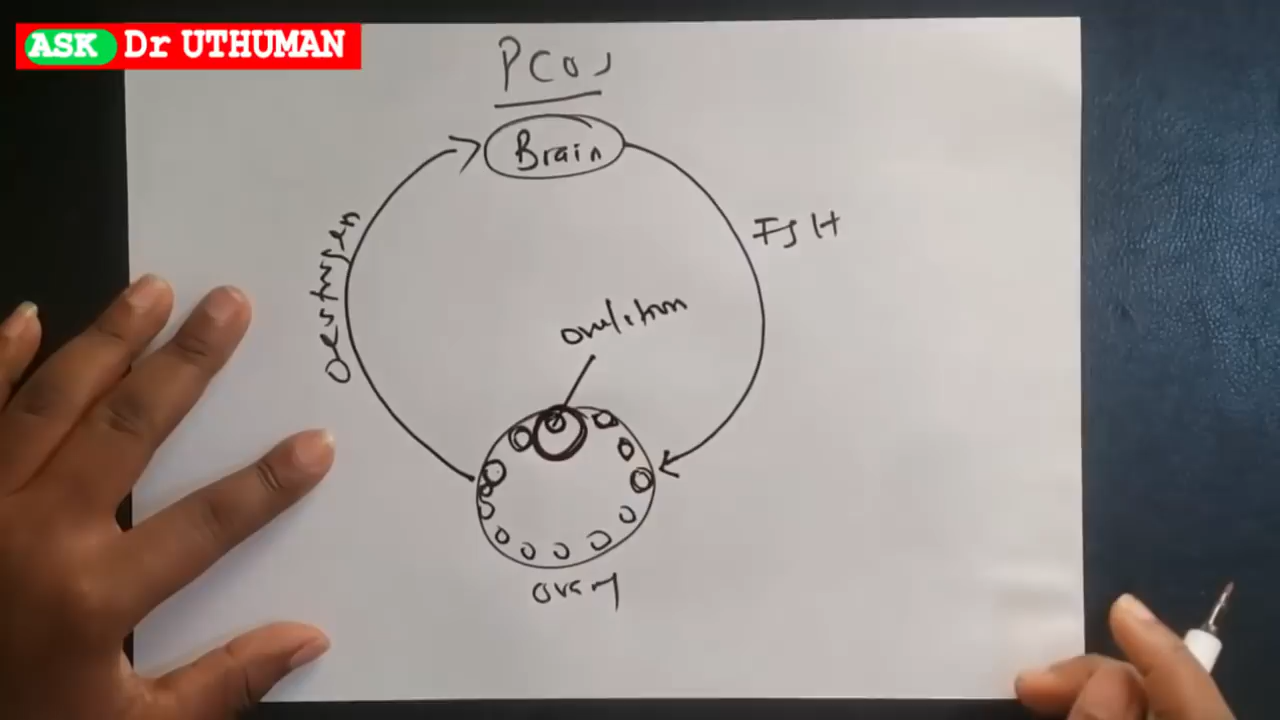 ASK Dr UTHUMAN
PCOS
Brain
FSH
Oestrogen
ovulation
ovary